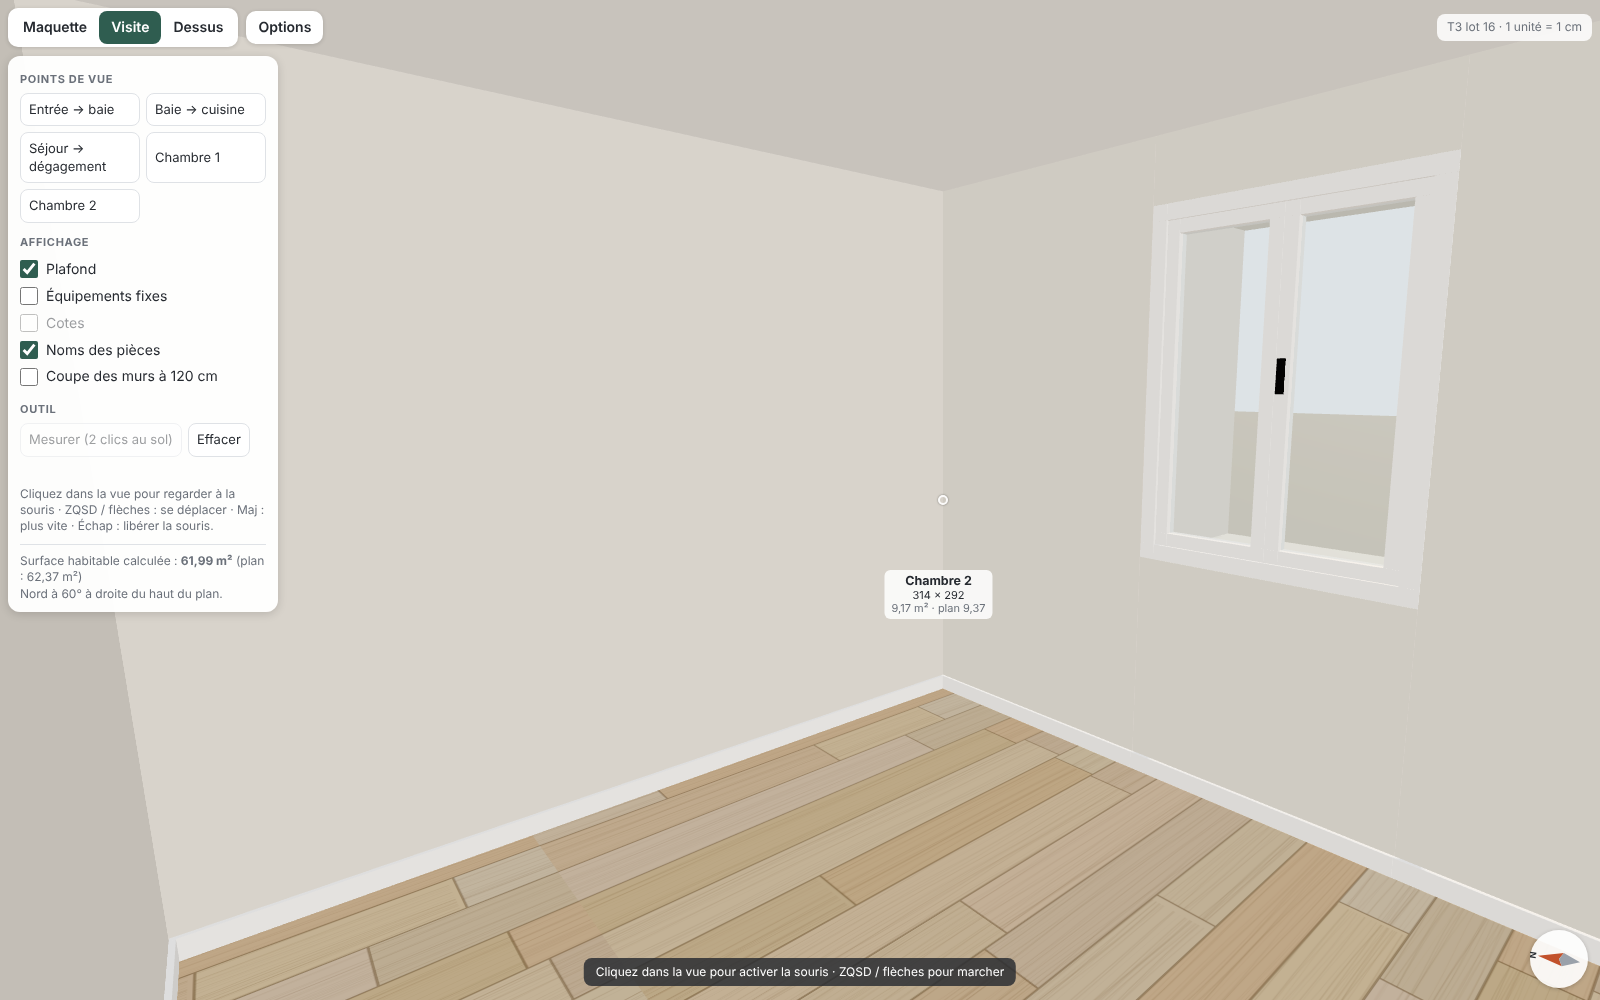 Maquette
Visite
Dessus
Options
T3 lot 16 · 1 unité = 1 cm
POINTS DE VUE
Entrée → baie
Baie → cuisine
Séjour →
dégagement
Chambre 1
Chambre 2
AFFICHAGE
Plafond
Équipements fixes
Cotes
Noms des pièces
Coupe des murs à 120 cm
OUTIL
Mesurer (2 clics au sol)
Effacer
Cliquez dans la vue pour regarder à la
souris · ZQSD / flèches : se déplacer · Maj :
plus vite · Échap : libérer la souris.
Surface habitable calculée : 61,99 m² (plan
: 62,37 m²)
Nord à 60° à droite du haut du plan.
Chambre 2
314 × 292
9,17 m² · plan 9,37
Cliquez dans la vue pour activer la souris · ZQSD / flèches pour marcher
N